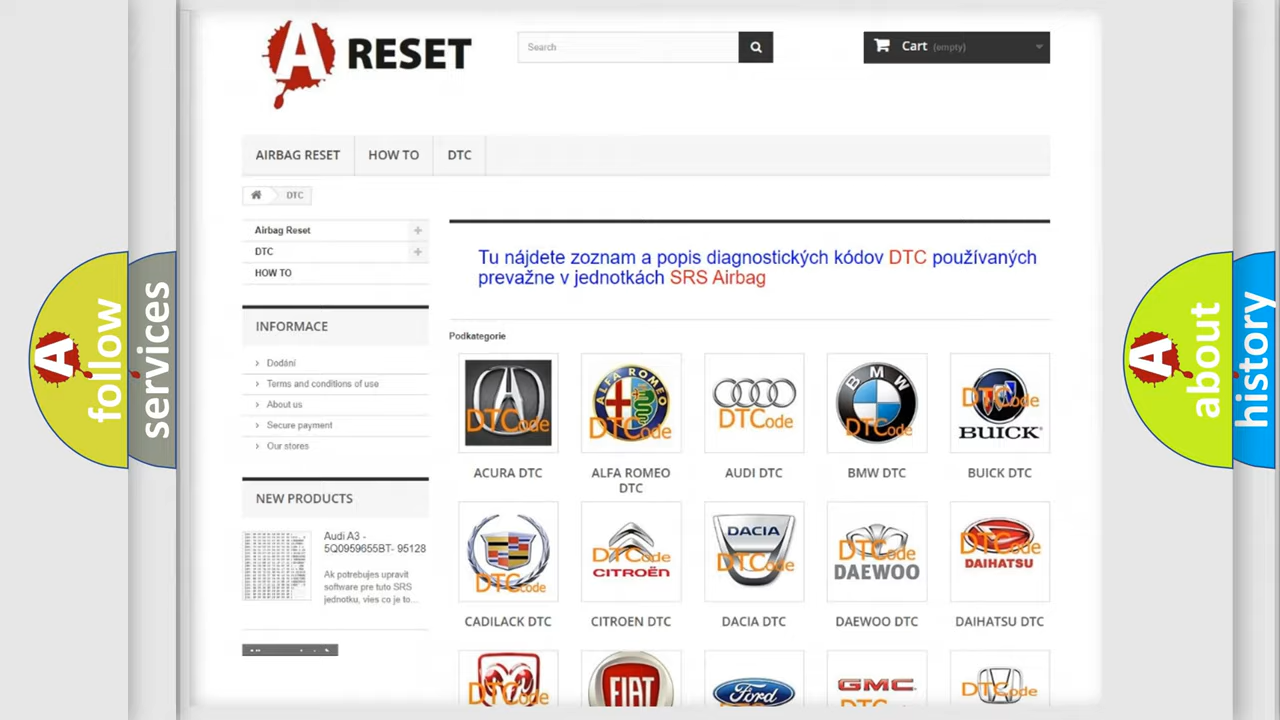 A RESET
Search
Cart (empty)
AIRBAG RESET
HOW TO
DTC
DTC
Airbag Reset
DTC
HOW TO
Tu nájdete zoznam a popis diagnostických kódov DTC používaných
prevažne v jednotkách SRS Airbag
INFORMACE
Dodání
Terms and conditions of use
About us
Secure payment
Our stores
NEW PRODUCTS
Audi A3 -
5Q0959655BT- 95128
Ak potrebujes upravit
software pre tuto SRS
jednotku, vies co je to...
Podkategorie
DTCode
ALFA ROMEO
DTCode
DTCode
BMW
DTCode
DTCode
BUICK
ACURA DTC
ALFA ROMEO
DTC
AUDI DTC
BMW DTC
BUICK DTC
DTCode
DTCode
CITROËN
DACIA
DTCode
DTCode
DAEWOO
DTCode
DAIHATSU
CADILACK DTC
CITROEN DTC
DACIA DTC
DAEWOO DTC
DAIHATSU DTC
DTCode
FIAT
Ford
GMC
DTCode
A follow
services
A about
history